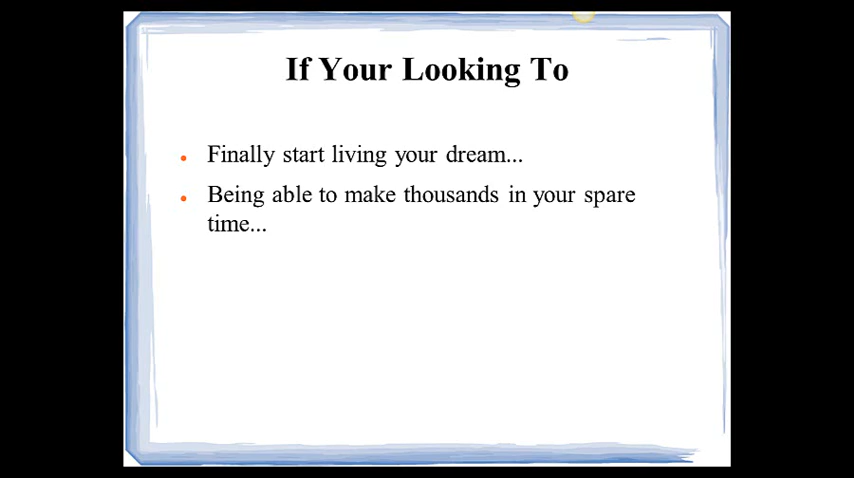 If Your Looking To
Finally start living your dream...
Being able to make thousands in your spare
time...